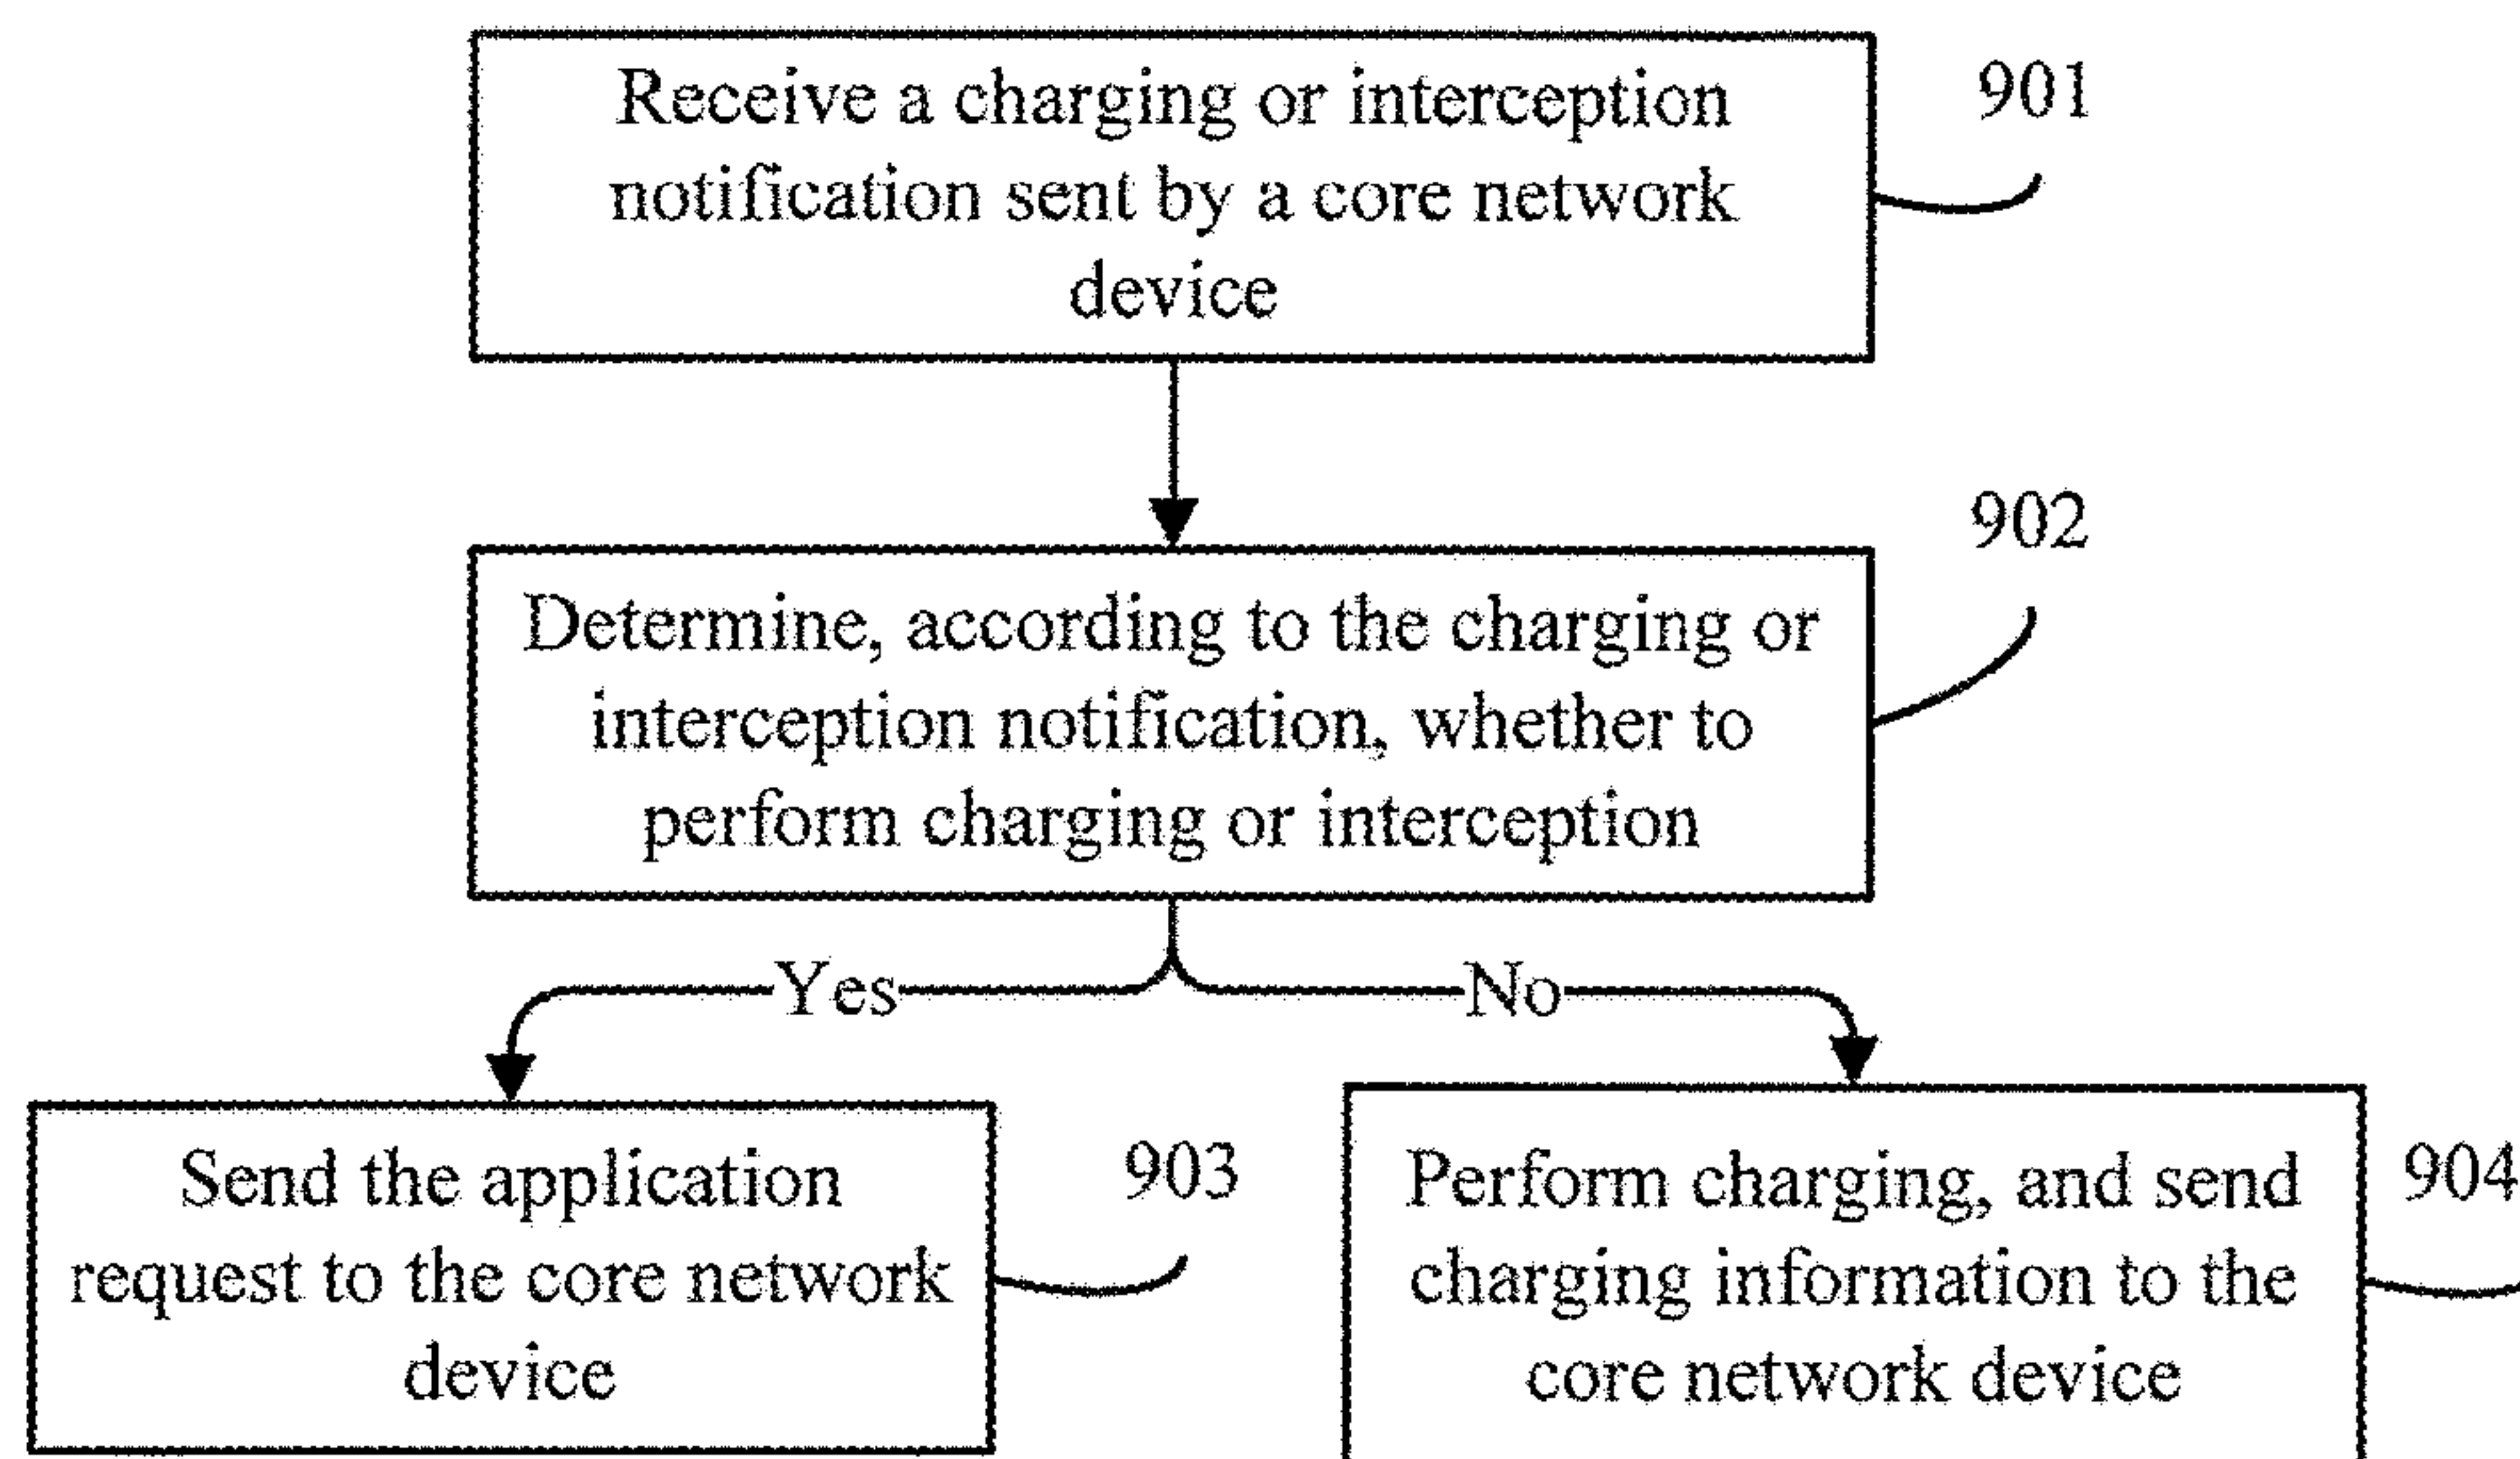 Receive a charging or interception
notification sent by a core network
device
901
902
Determine, according to the charging or
interception notification, whether to
perform charging or interception
Yes
No
Send the application
request to the core network
device
903
Perform charging, and send
charging information to the
core network device
904